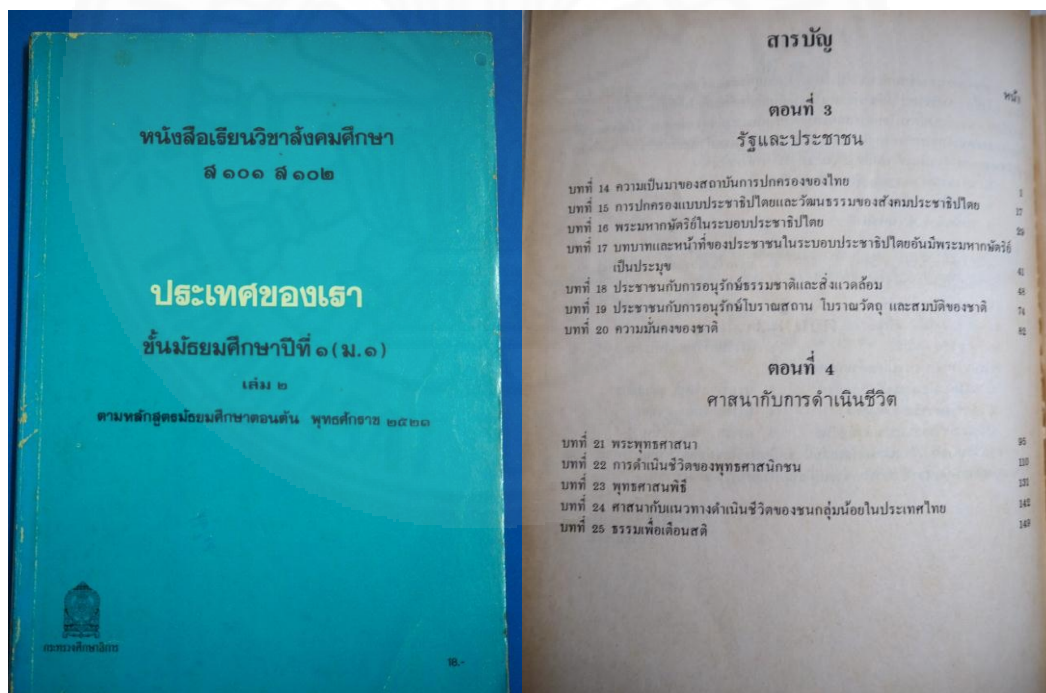 หนังสือเรียนวิชาสังคมศึกษา
ส ๑๐๑ ส ๑๐๒
ประเทศของเรา
ชั้นมัธยมศึกษาปีที่ ๑ (ม.๑)
เล่ม ๒
ตามหลักสูตรมัธยมศึกษาตอนต้น พุทธศักราช ๒๕๒๑
กระทรวงศึกษาธิการ
18.-
สารบัญ
หน้า
ตอนที่ 3
รัฐและประชาชน
บทที่ 14 ความเป็นมาของสถาบันการปกครองของไทย 1
บทที่ 15 การปกครองแบบประชาธิปไตยและวัฒนธรรมของสังคมประชาธิปไตย 17
บทที่ 16 พระมหากษัตริย์ในระบอบประชาธิปไตย 29
บทที่ 17 บทบาทและหน้าที่ของประชาชนในระบอบประชาธิปไตยอันมีพระมหากษัตริย์
เป็นประมุข 41
บทที่ 18 ประชาชนกับการอนุรักษ์ธรรมชาติและสิ่งแวดล้อม 48
บทที่ 19 ประชาชนกับการอนุรักษ์โบราณสถาน โบราณวัตถุ และสมบัติของชาติ 74
บทที่ 20 ความมั่นคงของชาติ 82
ตอนที่ 4
ศาสนากับการดำเนินชีวิต
บทที่ 21 พระพุทธศาสนา 95
บทที่ 22 การดำเนินชีวิตของพุทธศาสนิกชน 110
บทที่ 23 พุทธศาสนพิธี 131
บทที่ 24 ศาสนากับแนวทางดำเนินชีวิตของชนกลุ่มน้อยในประเทศไทย 142
บทที่ 25 ธรรมเพื่อเตือนสติ 149